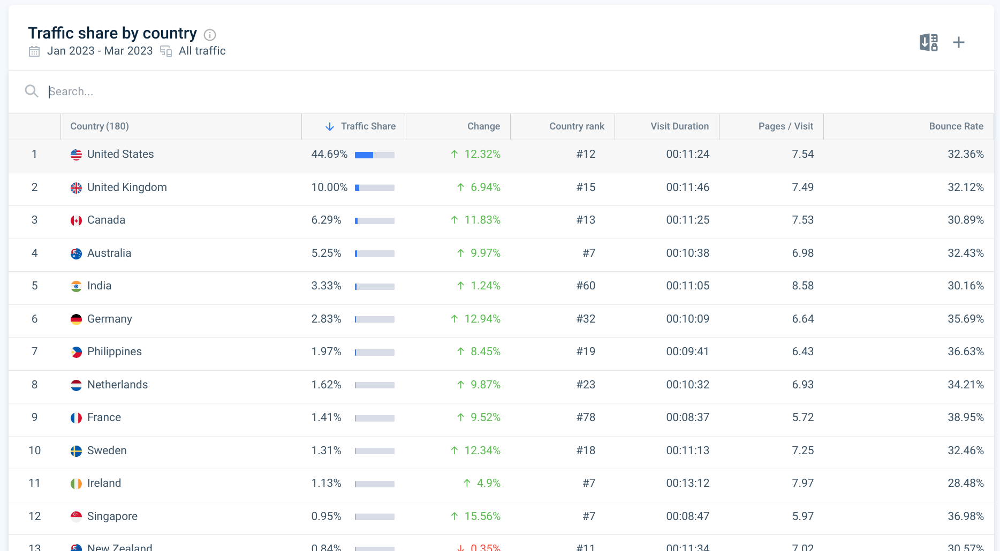 Traffic share by country
Jan 2023 - Mar 2023 All traffic
Search...
Country (180) Traffic Share Change Country rank Visit Duration Pages / Visit Bounce Rate
1 United States 44.69% ↑ 12.32% #12 00:11:24 7.54 32.36%
2 United Kingdom 10.00% ↑ 6.94% #15 00:11:46 7.49 32.12%
3 Canada 6.29% ↑ 11.83% #13 00:11:25 7.53 30.89%
4 Australia 5.25% ↑ 9.97% #7 00:10:38 6.98 32.43%
5 India 3.33% ↑ 1.24% #60 00:11:05 8.58 30.16%
6 Germany 2.83% ↑ 12.94% #32 00:10:09 6.64 35.69%
7 Philippines 1.97% ↑ 8.45% #19 00:09:41 6.43 36.63%
8 Netherlands 1.62% ↑ 9.87% #23 00:10:32 6.93 34.21%
9 France 1.41% ↑ 9.52% #78 00:08:37 5.72 38.95%
10 Sweden 1.31% ↑ 12.34% #18 00:11:13 7.25 32.46%
11 Ireland 1.13% ↑ 4.9% #7 00:13:12 7.97 28.48%
12 Singapore 0.95% ↑ 15.56% #7 00:08:47 5.97 36.98%
13 New Zealand 0.84% ↓ 0.35% #11 00:11:34 7.02 30.57%